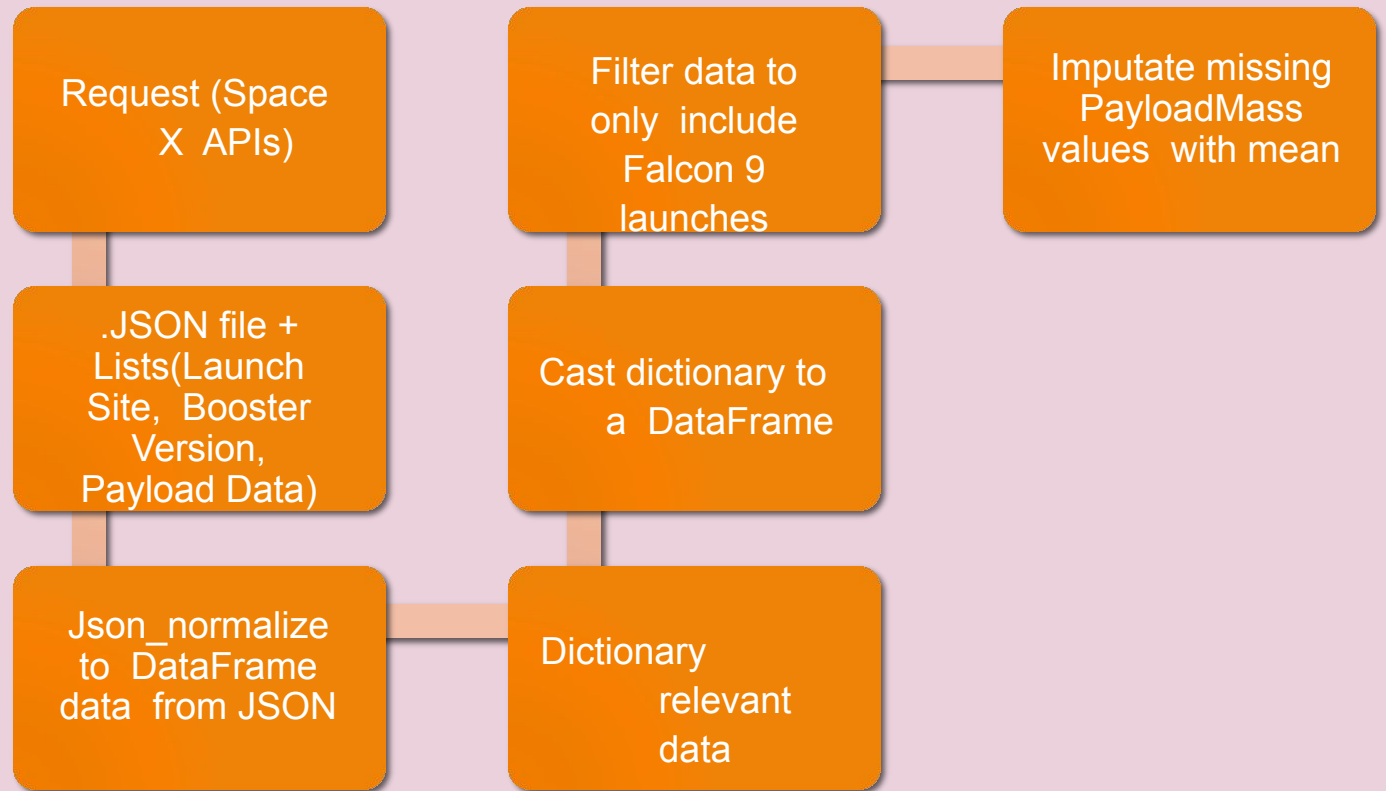 Request (Space
X APIs)
.JSON file +
Lists(Launch
Site, Booster
Version,
Payload Data)
Json_normalize
to DataFrame
data from JSON
Dictionary
relevant
data
Cast dictionary to
a DataFrame
Filter data to
only include
Falcon 9
launches
Imputate missing
PayloadMass
values with mean